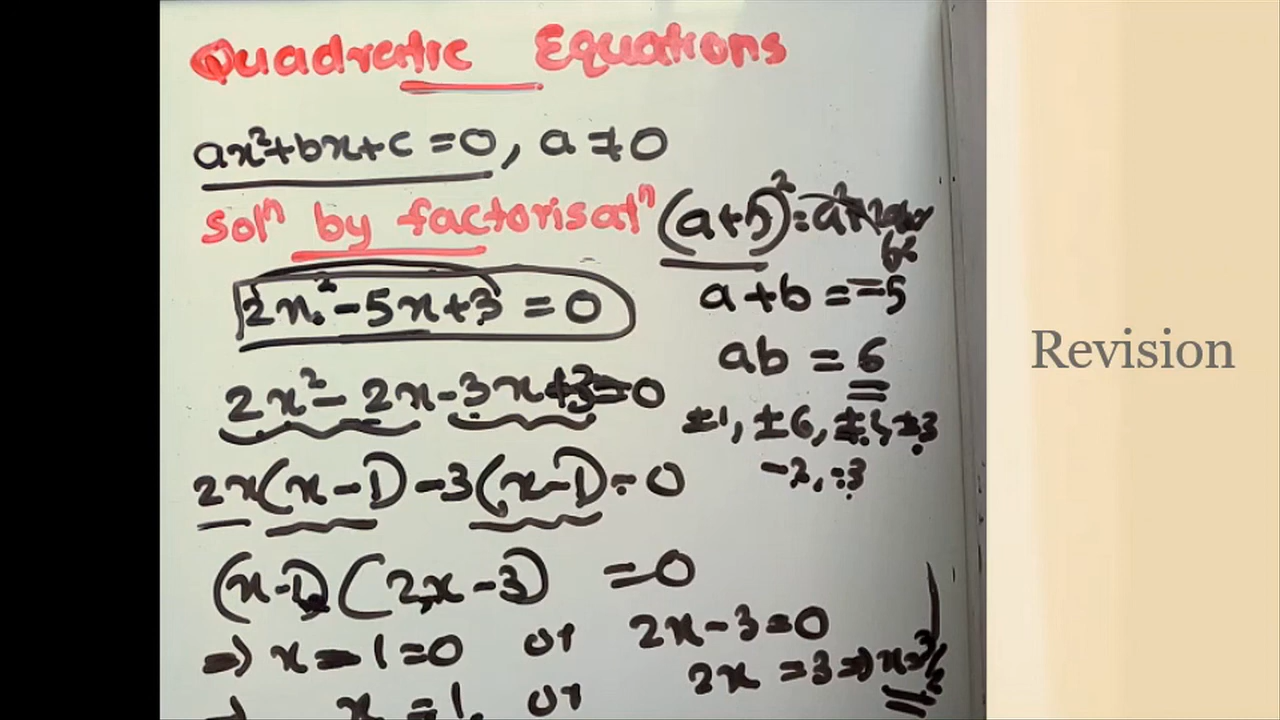 Quadratic Equations
ax²+bx+c=0, a≠0
Solⁿ by factorisatⁿ
(a+b)²=a²+
2x²-5x+3=0
a+b=-5
ab=6
2x²-2x-3x+3=0
±1, ±6, ±2, ±3
-2, -3
2x(x-1)-3(x-1)=0
(x-1)(2x-3)=0
⇒ x-1=0 or 2x-3=0
2x=3⇒x=3/2
⇒ x=1, or
Revision